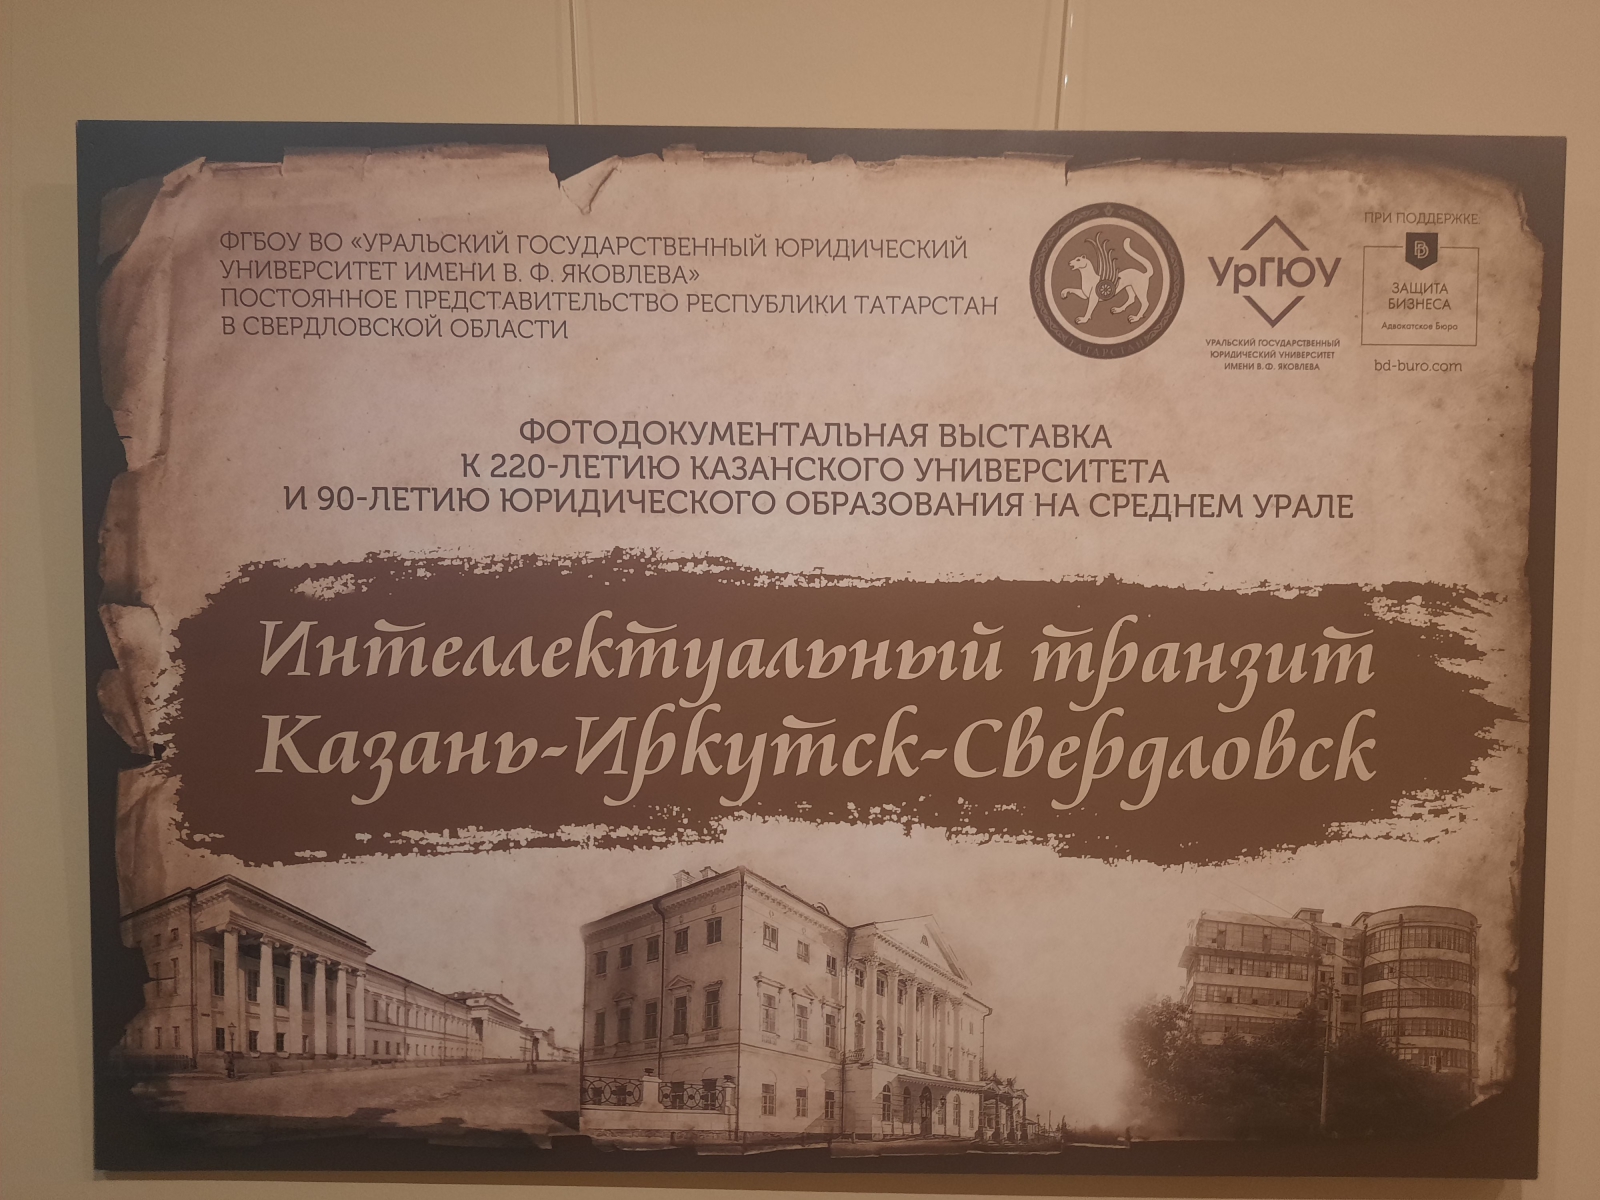 ФГБОУ ВО «УРАЛЬСКИЙ ГОСУДАРСТВЕННЫЙ ЮРИДИЧЕСКИЙ
УНИВЕРСИТЕТ ИМЕНИ В. Ф. ЯКОВЛЕВА»
ПОСТОЯННОЕ ПРЕДСТАВИТЕЛЬСТВО РЕСПУБЛИКИ ТАТАРСТАН
В СВЕРДЛОВСКОЙ ОБЛАСТИ
ТАТАРСТАН
УрГЮУ
УРАЛЬСКИЙ ГОСУДАРСТВЕННЫЙ
ЮРИДИЧЕСКИЙ УНИВЕРСИТЕТ
ИМЕНИ В. Ф. ЯКОВЛЕВА
ПРИ ПОДДЕРЖКЕ:
ЗАЩИТА
БИЗНЕСА
Адвокатское Бюро
bd-buro.com
ФОТОДОКУМЕНТАЛЬНАЯ ВЫСТАВКА
К 220-ЛЕТИЮ КАЗАНСКОГО УНИВЕРСИТЕТА
И 90-ЛЕТИЮ ЮРИДИЧЕСКОГО ОБРАЗОВАНИЯ НА СРЕДНЕМ УРАЛЕ
Интеллектуальный транзит
Казань-Иркутск-Свердловск